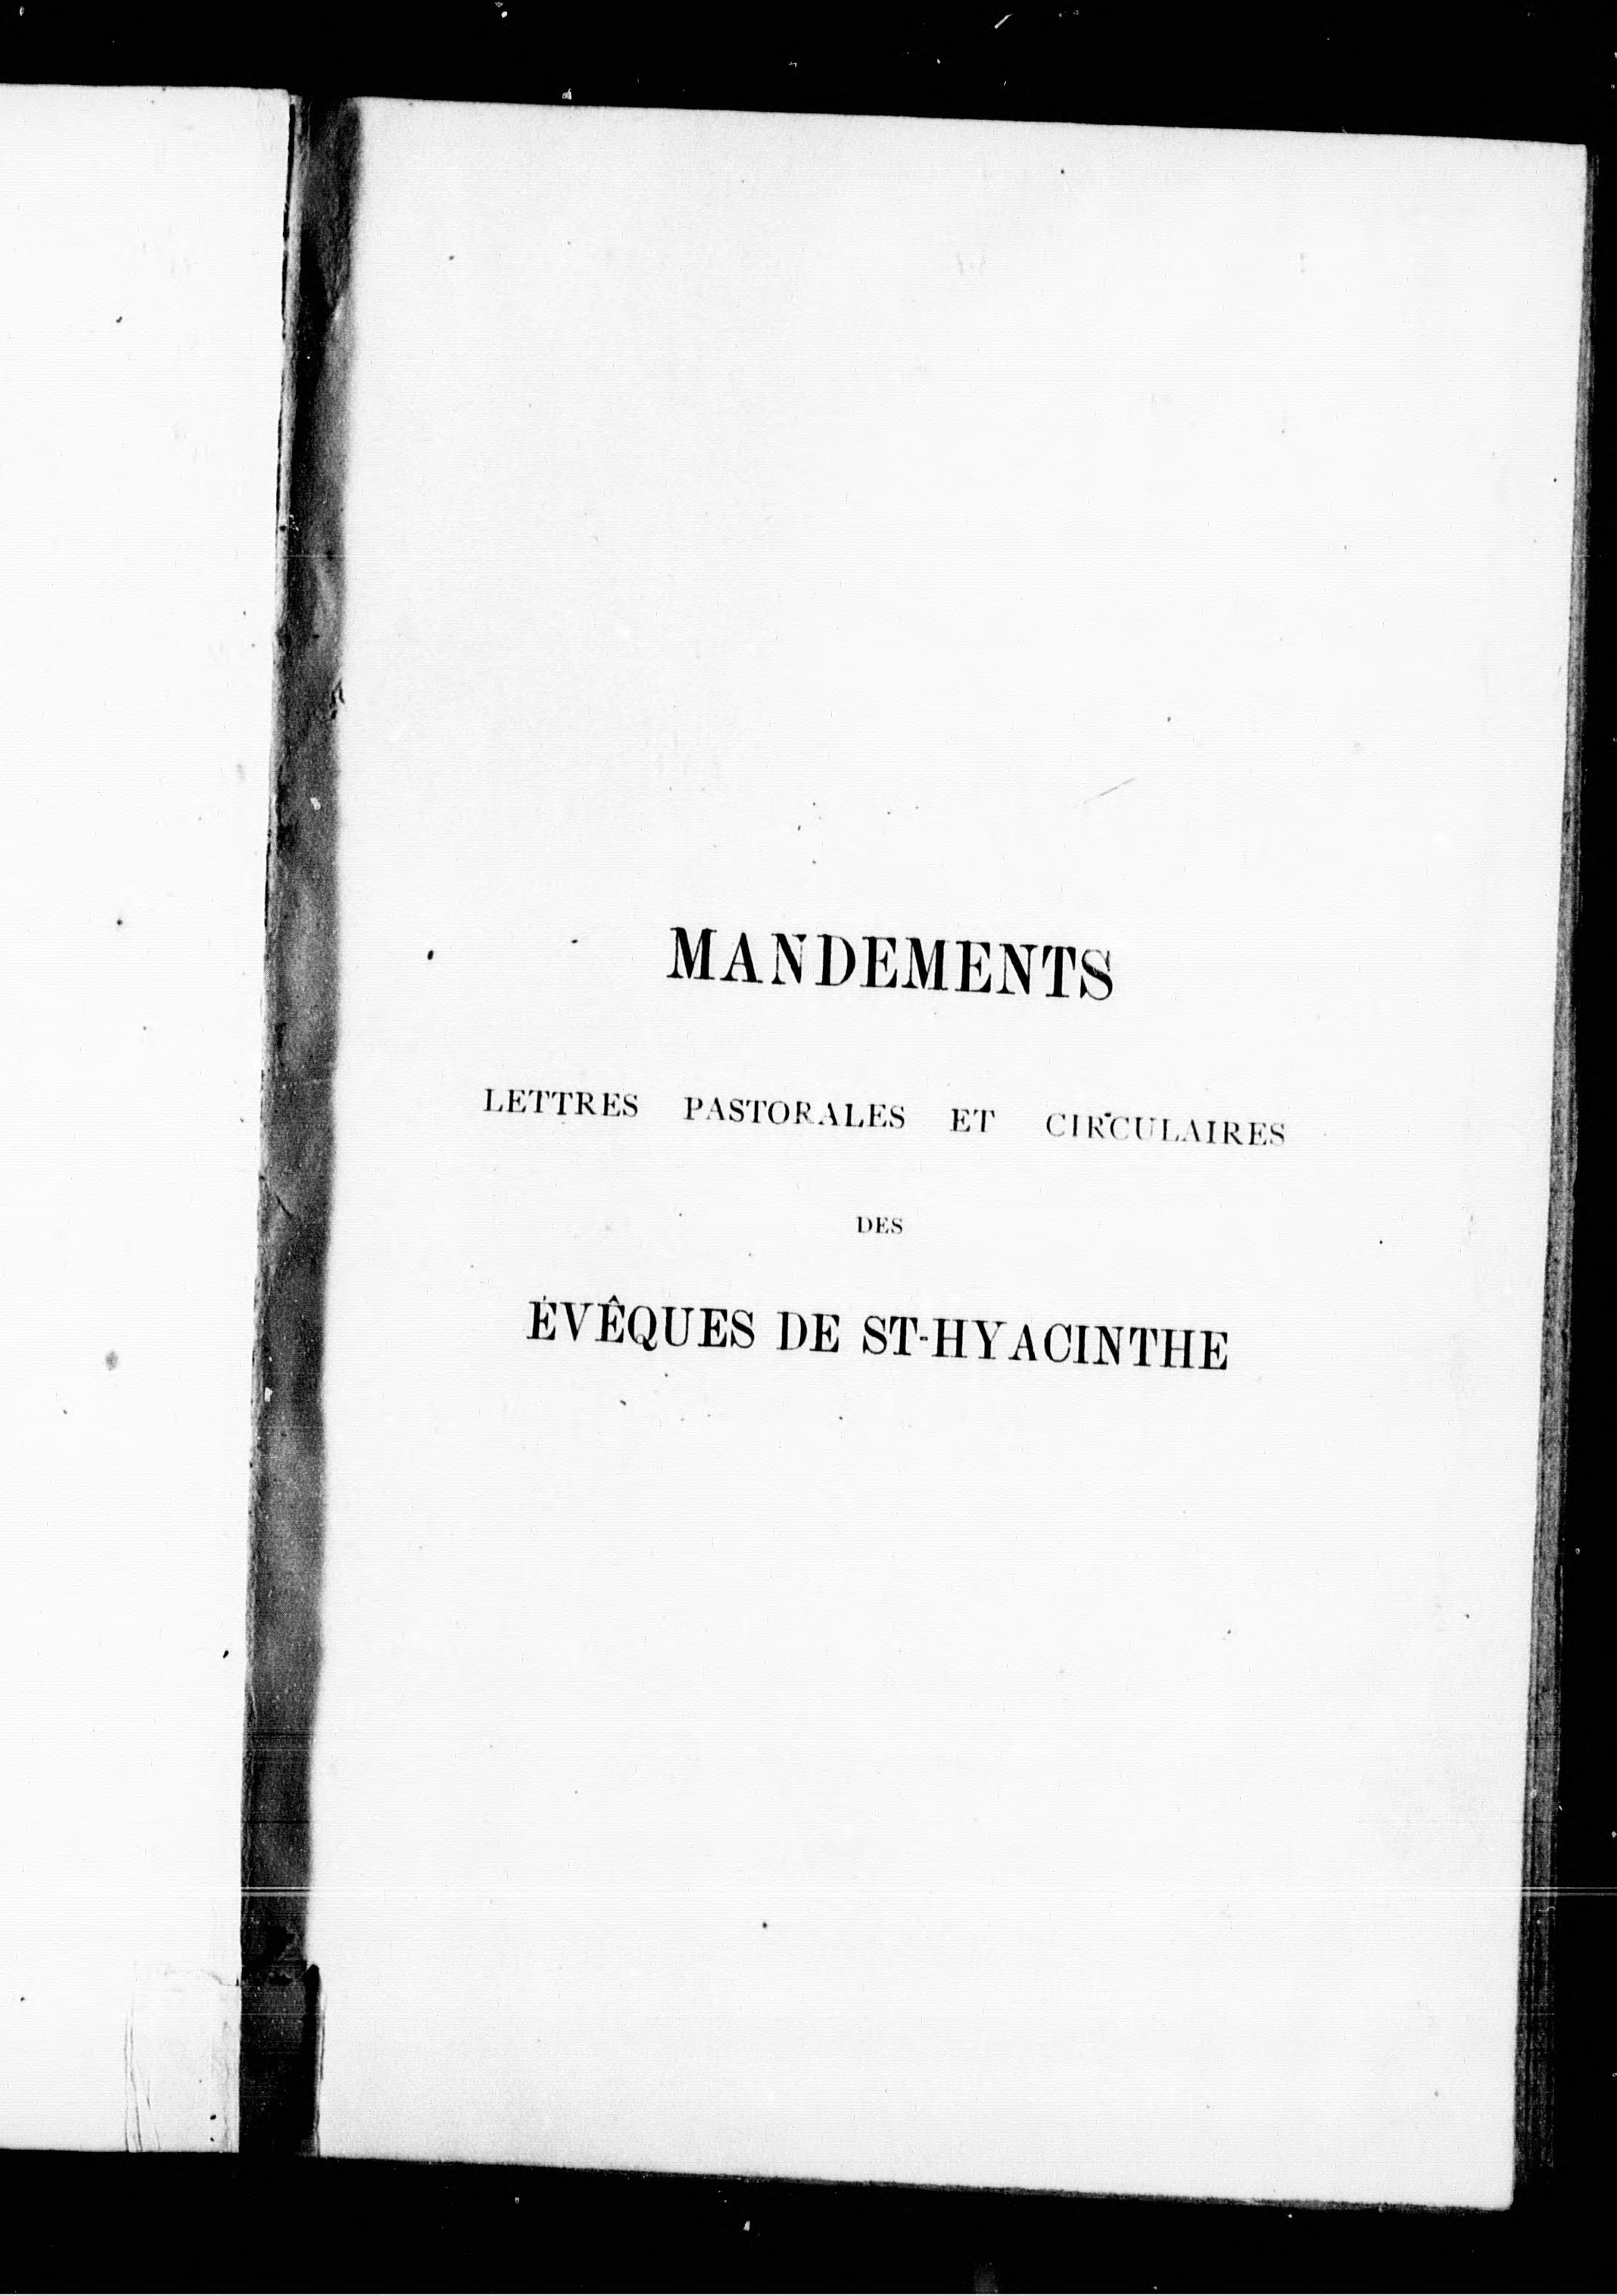 MANDEMENTS
LETTRES PASTORALES ET CIRCULAIRES
DES
ÉVÊQUES DE ST-HYACINTHE